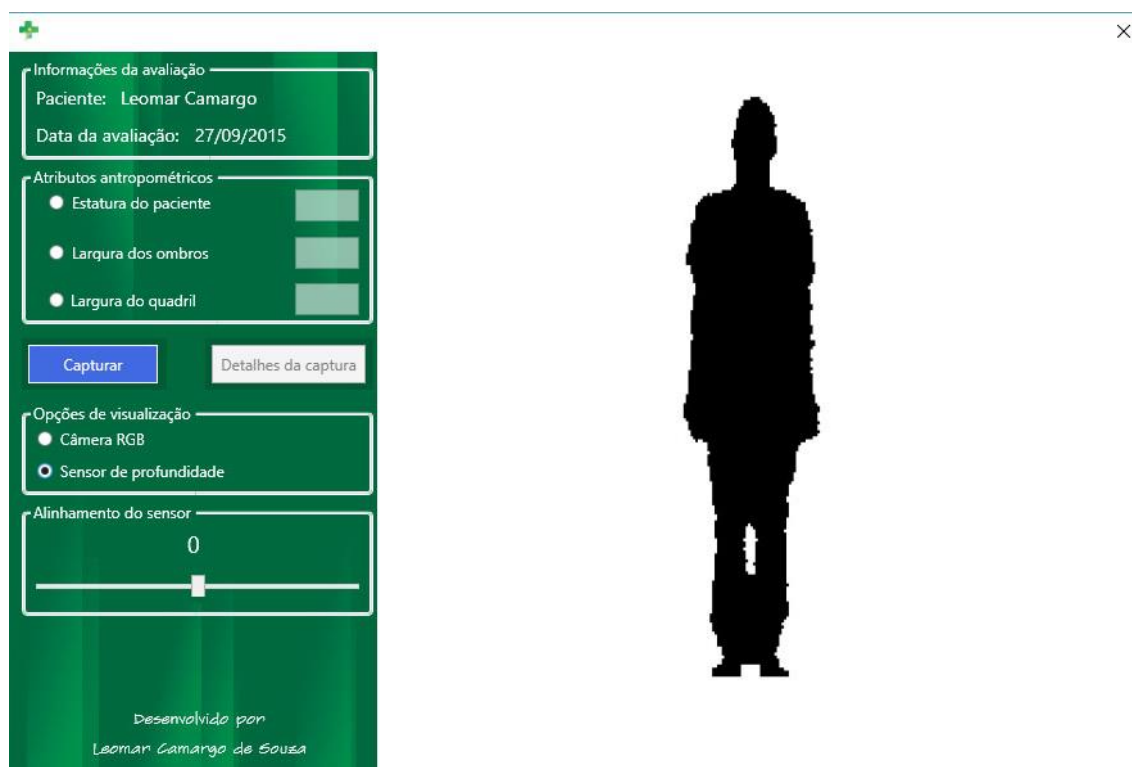 Informações da avaliação
Paciente: Leomar Camargo
Data da avaliação: 27/09/2015
Atributos antropométricos
Estatura do paciente
Largura dos ombros
Largura do quadril
Capturar
Detalhes da captura
Opções de visualização
Câmera RGB
Sensor de profundidade
Alinhamento do sensor
0
Desenvolvido por
Leomar Camargo de Souza